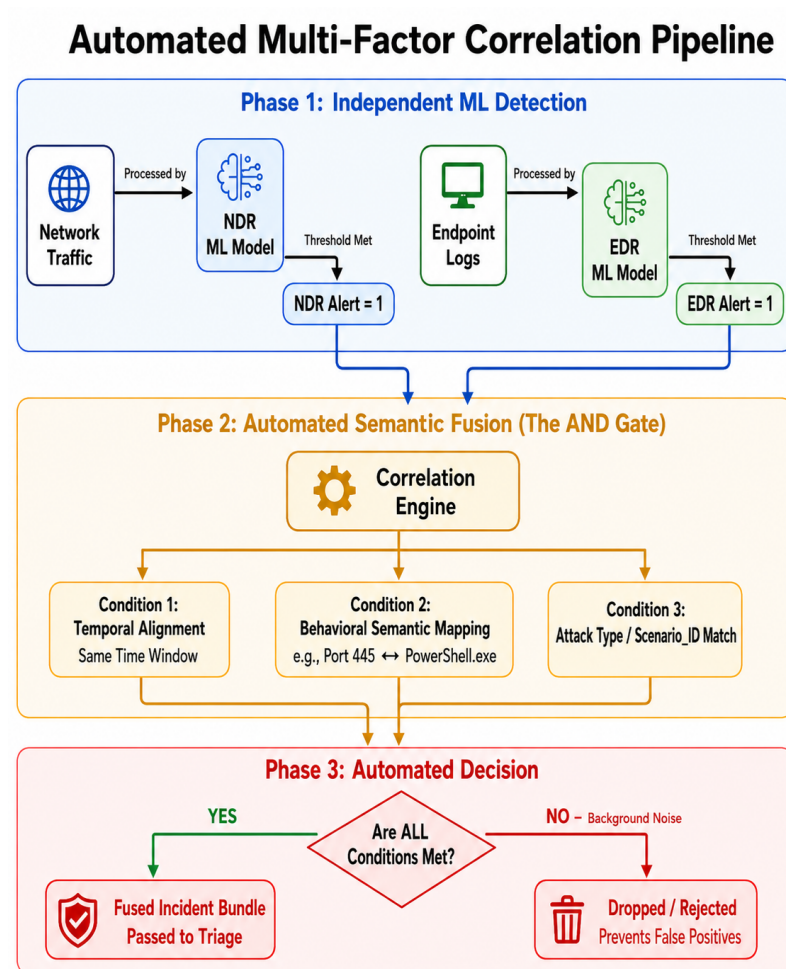 Automated Multi-Factor Correlation Pipeline
Phase 1: Independent ML Detection
Network
Traffic
Processed by
NDR
ML Model
Threshold Met
NDR Alert = 1
Endpoint
Logs
Processed by
EDR
ML Model
Threshold Met
EDR Alert = 1
Phase 2: Automated Semantic Fusion (The AND Gate)
Correlation
Engine
Condition 1:
Temporal Alignment
Same Time Window
Condition 2:
Behavioral Semantic Mapping
e.g., Port 445 ↔ PowerShell.exe
Condition 3:
Attack Type / Scenario_ID Match
Phase 3: Automated Decision
Are ALL
Conditions Met?
YES
Fused Incident Bundle
Passed to Triage
NO – Background Noise
Dropped / Rejected
Prevents False Positives